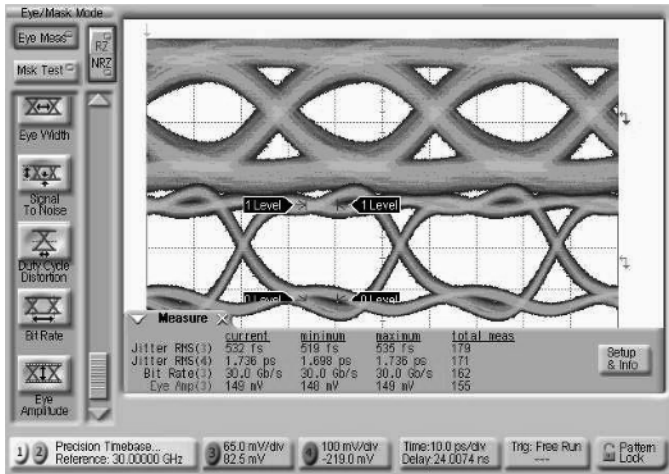 Eye/Mask Mode
Eye Meas
RZ
NRZ
Msk Test
Eye Width
Signal
To Noise
Duty Cycle
Distortion
Bit Rate
Eye
Amplitude
1 Level 1 Level
0 Level 0 Level
Measure
current minimum maximum total meas
Jitter RMS(3) 532 fs 519 fs 535 fs 179
Jitter RMS(4) 1.736 ps 1.698 ps 1.736 ps 171
Bit Rate(3) 30.0 Gb/s 30.0 Gb/s 30.0 Gb/s 162
Eye Amp(3) 149 mV 148 mV 149 mV 155
Setup
& Info
1 2 Precision Timebase...
Reference: 30.00000 GHz
3 65.0 mV/div
82.5 mV
4 100 mV/div
-219.0 mV
Time:10.0 ps/div
Delay:24.0074 ns
Trig: Free Run
---
Pattern
Lock